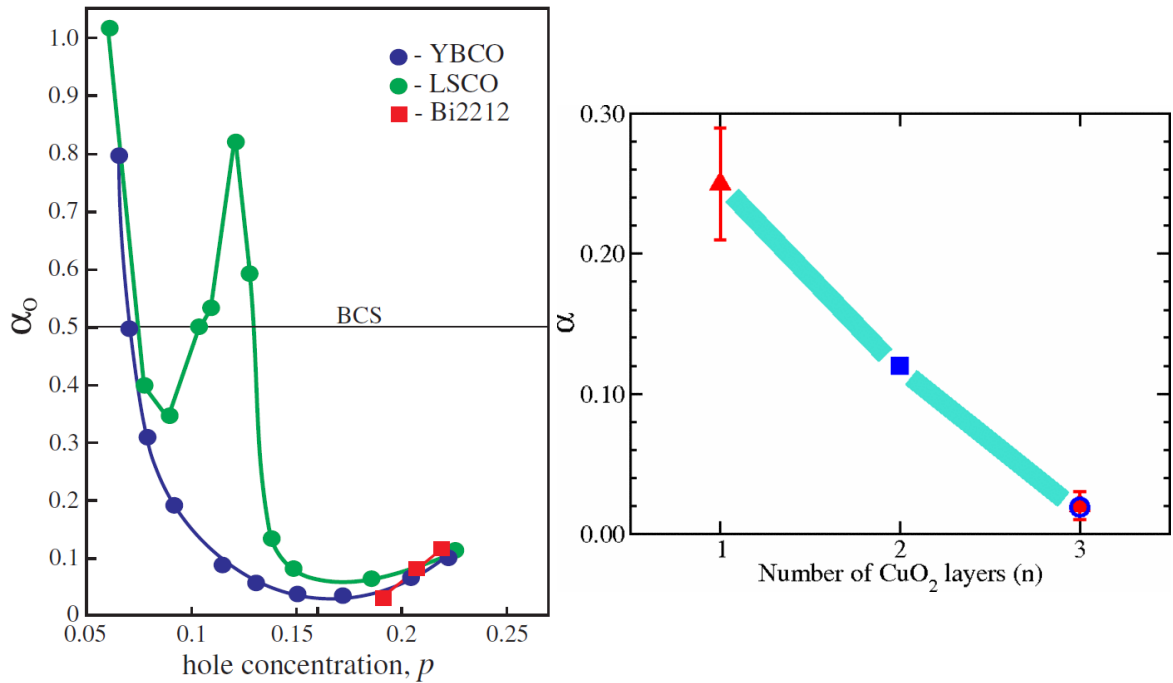 1.0
0.9
0.8
0.7
0.6
0.5
0.4
0.3
0.2
0.1
0
αO
- YBCO
- LSCO
- Bi2212
BCS
0.05
0.1
0.15
0.2
0.25
hole concentration, p
0.30
0.20
0.10
0.00
α
1
2
3
Number of CuO2 layers (n)